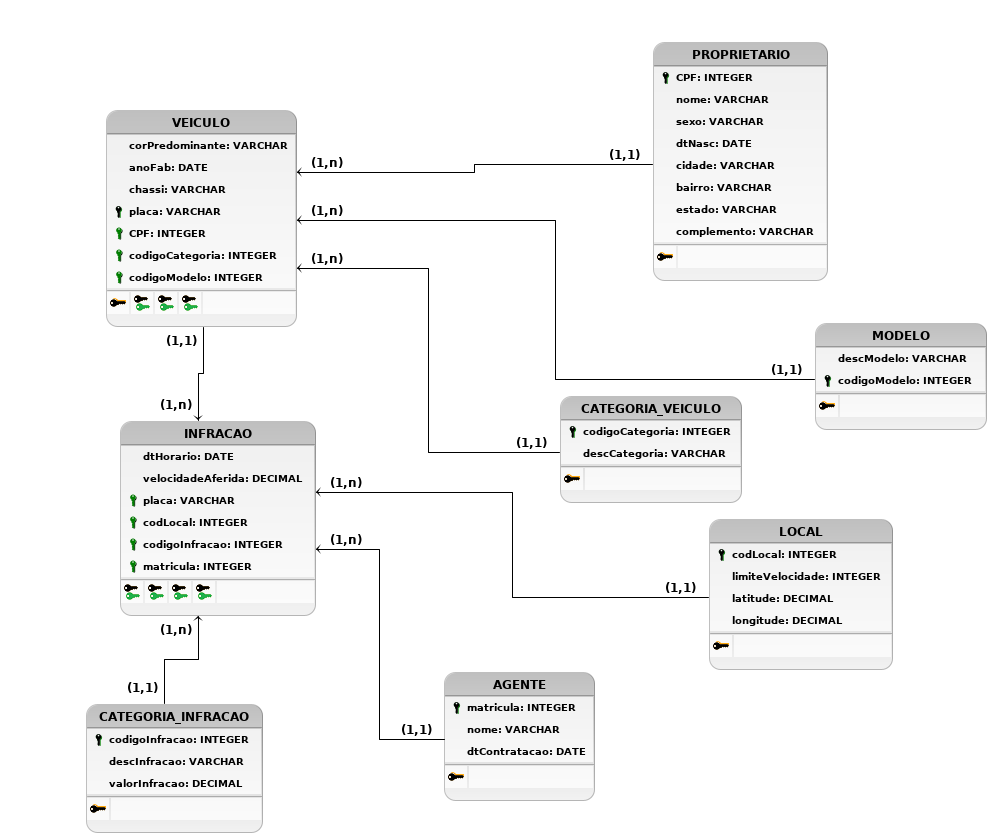 PROPRIETARIO
CPF: INTEGER
nome: VARCHAR
sexo: VARCHAR
dtNasc: DATE
cidade: VARCHAR
bairro: VARCHAR
estado: VARCHAR
complemento: VARCHAR
VEICULO
corPredominante: VARCHAR
anoFab: DATE
chassi: VARCHAR
placa: VARCHAR
CPF: INTEGER
codigoCategoria: INTEGER
codigoModelo: INTEGER
(1,n)
(1,1)
(1,n)
(1,n)
(1,1)
(1,n)
MODELO
descModelo: VARCHAR
codigoModelo: INTEGER
(1,1)
CATEGORIA_VEICULO
codigoCategoria: INTEGER
descCategoria: VARCHAR
(1,1)
INFRACAO
dtHorario: DATE
velocidadeAferida: DECIMAL
placa: VARCHAR
codLocal: INTEGER
codigoInfracao: INTEGER
matricula: INTEGER
(1,n)
(1,n)
(1,n)
LOCAL
codLocal: INTEGER
limiteVelocidade: INTEGER
latitude: DECIMAL
longitude: DECIMAL
(1,1)
(1,1)
CATEGORIA_INFRACAO
codigoInfracao: INTEGER
descInfracao: VARCHAR
valorInfracao: DECIMAL
AGENTE
matricula: INTEGER
nome: VARCHAR
dtContratacao: DATE
(1,1)